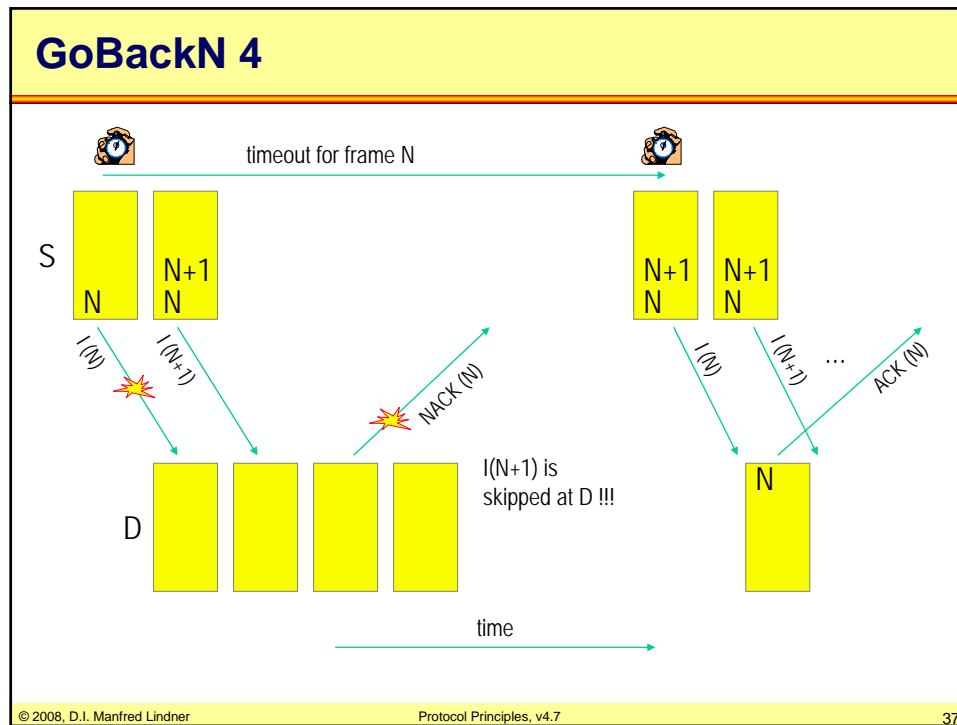 GoBackN 4
timeout for frame N
S
N
N+1
N
N+1
N
N+1
N
I (N)
I (N+1)
NACK (N)
I (N)
I (N+1)
...
ACK (N)
I(N+1) is
skipped at D !!!
D
N
time
© 2008, D.I. Manfred Lindner
Protocol Principles, v4.7
37